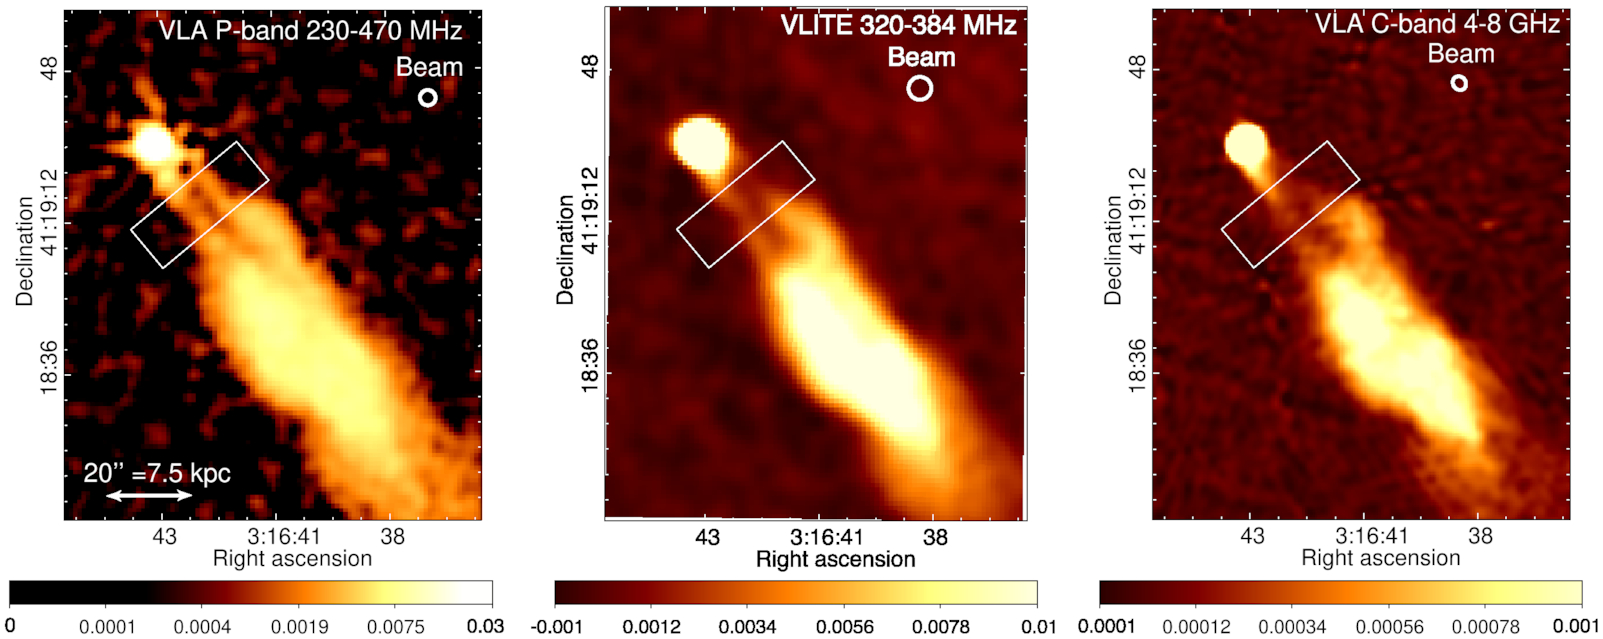 VLA P-band 230-470 MHz
Beam
48
41:19:12
18:36
Declination
20’’ =7.5 kpc
43
3:16:41
38
Right ascension
0
0.0001
0.0004
0.0019
0.0075
0.03
VLITE 320-384 MHz
Beam
48
41:19:12
18:36
Declination
43
3:16:41
38
Right ascension
-0.001
0.0012
0.0034
0.0056
0.0078
0.01
VLA C-band 4-8 GHz
Beam
48
41:19:12
18:36
Declination
43
3:16:41
38
Right ascension
0.0001
0.00012
0.00034
0.00056
0.00078
0.001